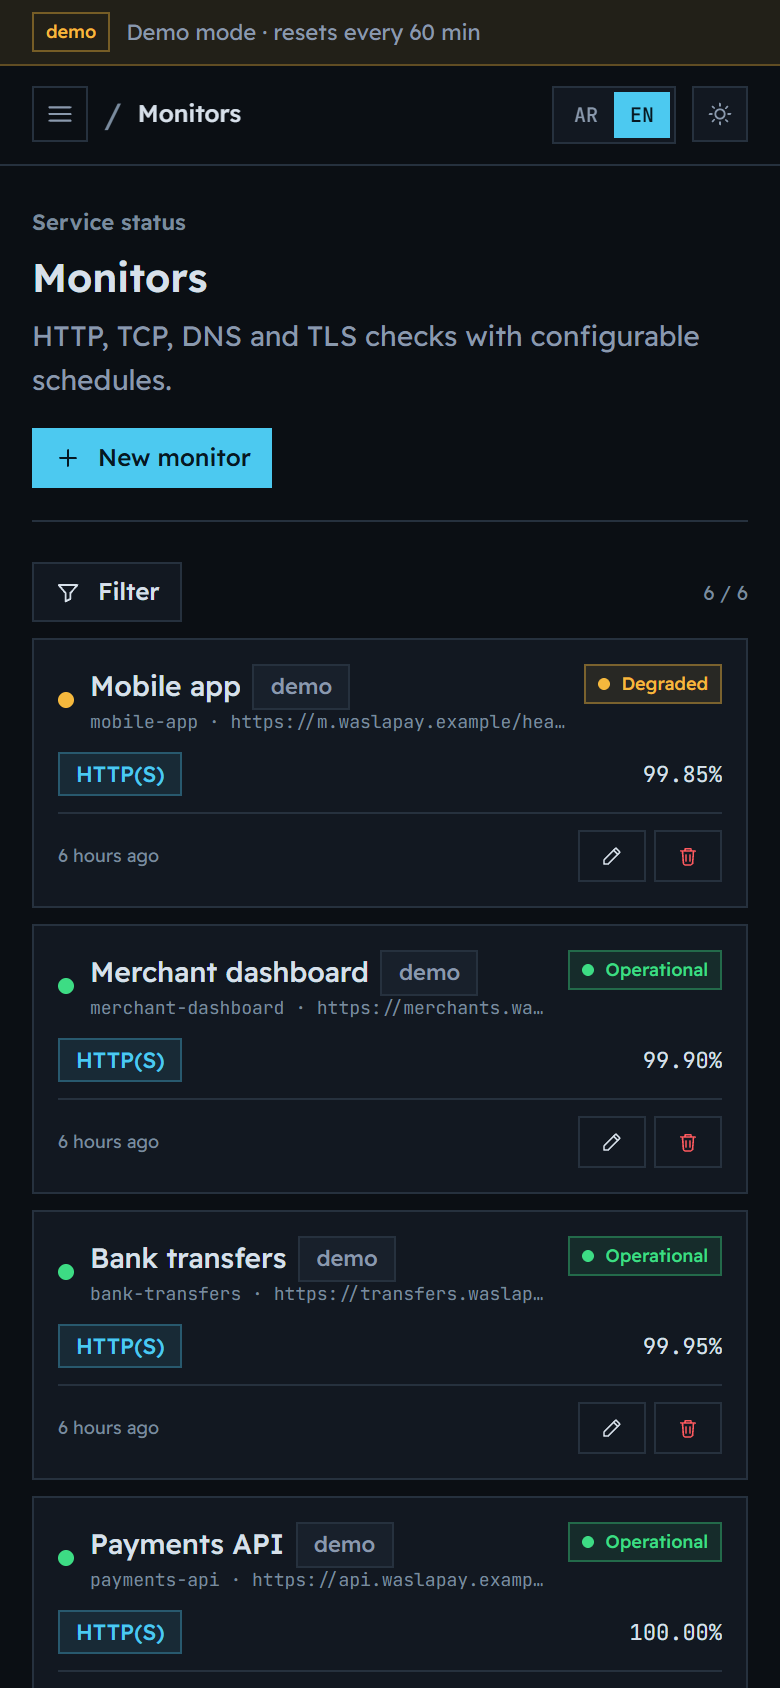 demo Demo mode · resets every 60 min
/ Monitors AR EN
Service status
Monitors
HTTP, TCP, DNS and TLS checks with configurable
schedules.
+ New monitor
Filter 6 / 6
Mobile app demo Degraded
mobile-app · https://m.waslapay.example/hea…
HTTP(S) 99.85%
6 hours ago
Merchant dashboard demo Operational
merchant-dashboard · https://merchants.wa…
HTTP(S) 99.90%
6 hours ago
Bank transfers demo Operational
bank-transfers · https://transfers.waslap…
HTTP(S) 99.95%
6 hours ago
Payments API demo Operational
payments-api · https://api.waslapay.examp…
HTTP(S) 100.00%